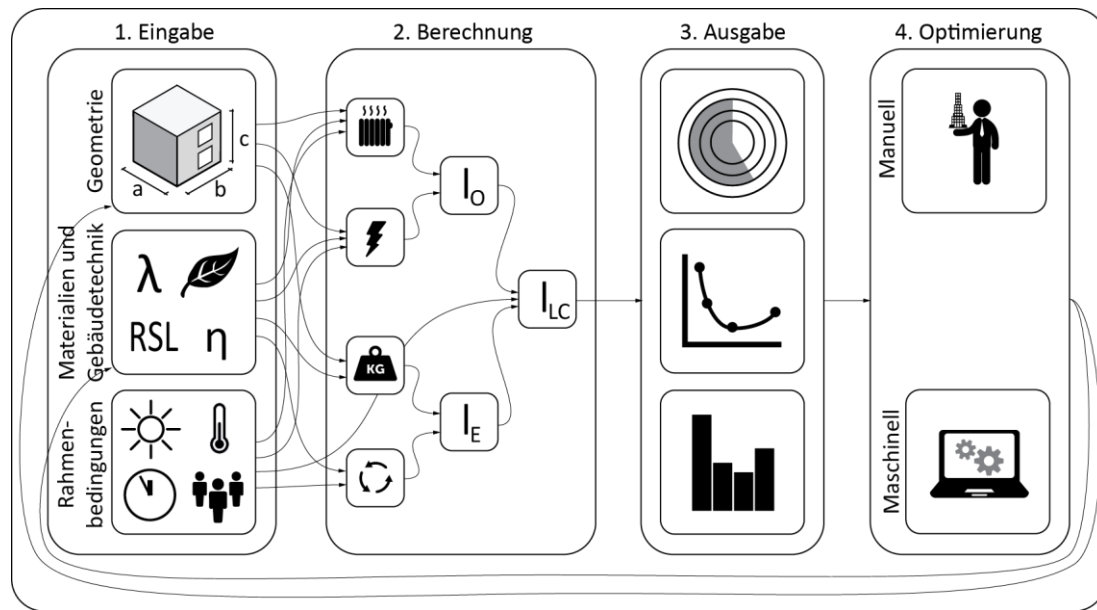 1. Eingabe
2. Berechnung
3. Ausgabe
4. Optimierung
Geometrie
a
b
c
Materialien und
Gebäudetechnik
λ
RSL
η
Rahmen-
bedingungen
KG
I_O
I_E
I_LC
Manuell
Maschinell